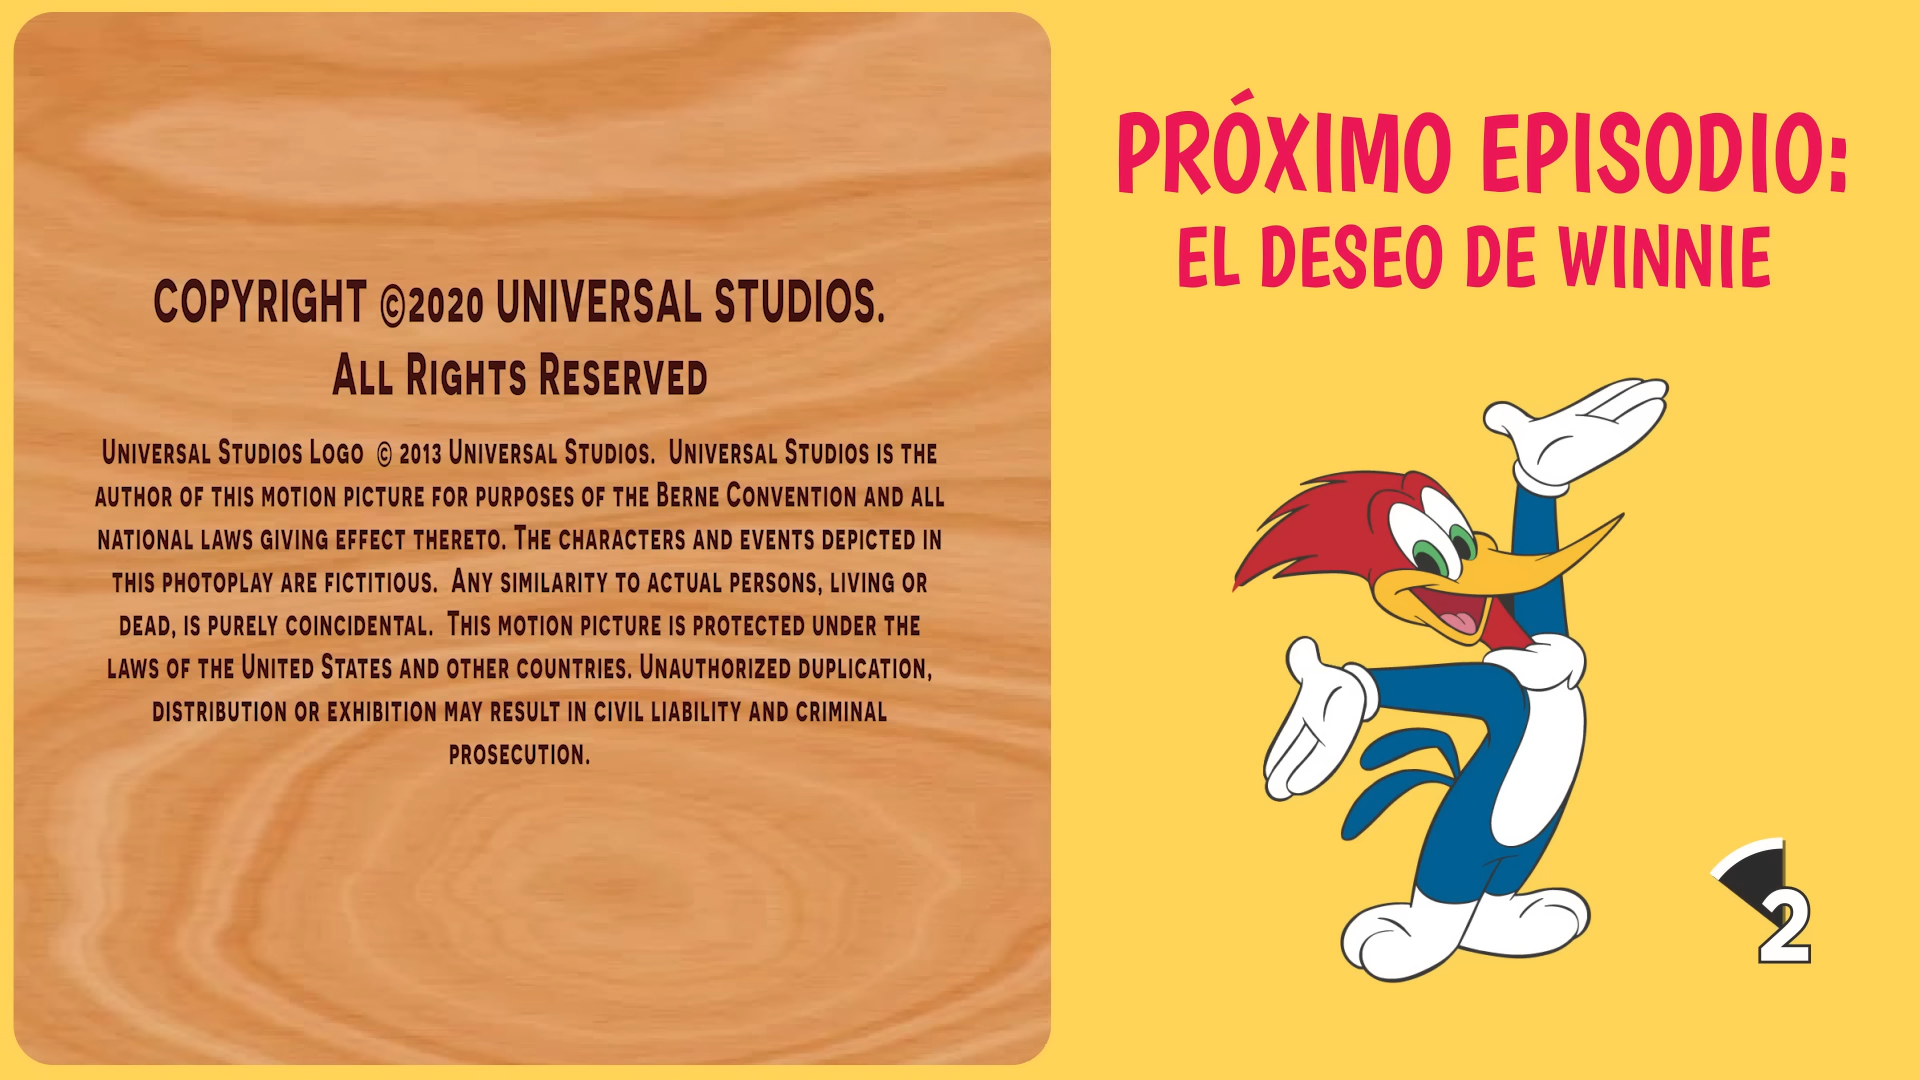 COPYRIGHT ©2020 UNIVERSAL STUDIOS.
ALL RIGHTS RESERVED
UNIVERSAL STUDIOS LOGO © 2013 UNIVERSAL STUDIOS. UNIVERSAL STUDIOS IS THE
AUTHOR OF THIS MOTION PICTURE FOR PURPOSES OF THE BERNE CONVENTION AND ALL
NATIONAL LAWS GIVING EFFECT THERETO. THE CHARACTERS AND EVENTS DEPICTED IN
THIS PHOTOPLAY ARE FICTITIOUS. ANY SIMILARITY TO ACTUAL PERSONS, LIVING OR
DEAD, IS PURELY COINCIDENTAL. THIS MOTION PICTURE IS PROTECTED UNDER THE
LAWS OF THE UNITED STATES AND OTHER COUNTRIES. UNAUTHORIZED DUPLICATION,
DISTRIBUTION OR EXHIBITION MAY RESULT IN CIVIL LIABILITY AND CRIMINAL
PROSECUTION.
PRÓXIMO EPISODIO:
EL DESEO DE WINNIE
2